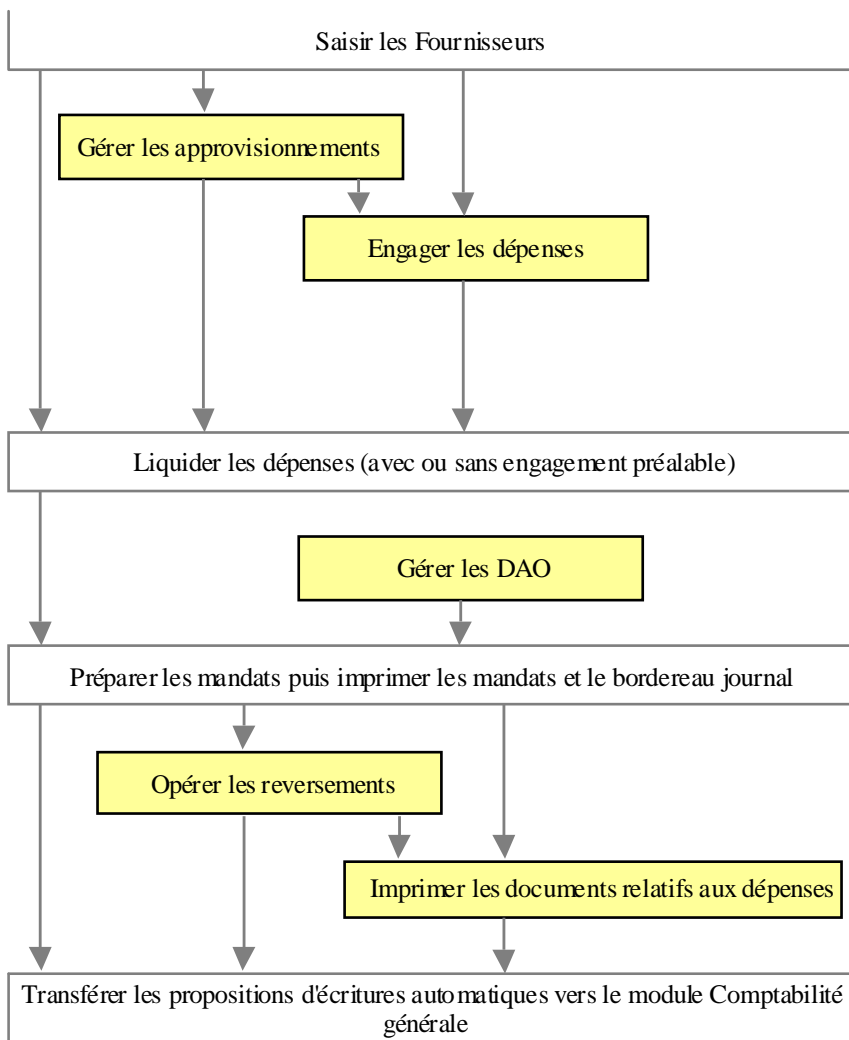 Saisir les Fournisseurs
Gérer les approvisionnements
Engager les dépenses
Liquider les dépenses (avec ou sans engagement préalable)
Gérer les DAO
Préparer les mandats puis imprimer les mandats et le bordereau journal
Opérer les reversements
Imprimer les documents relatifs aux dépenses
Transférer les propositions d'écritures automatiques vers le module Comptabilité
générale